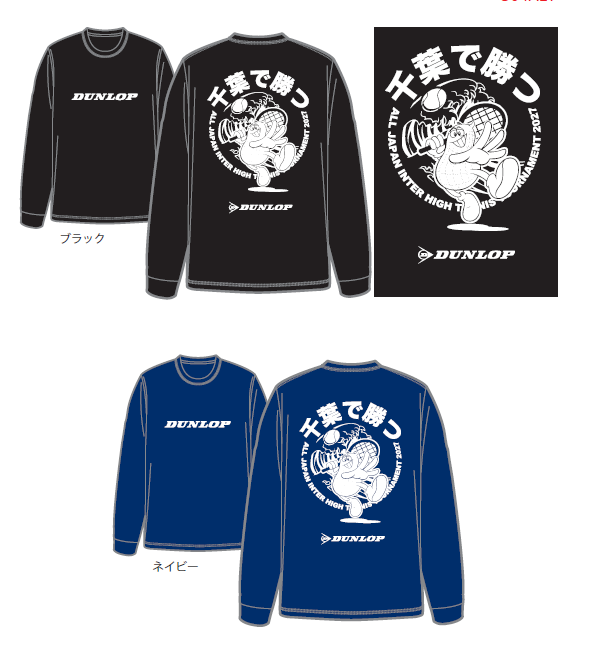 DUNLOP
千葉で勝つ
ALL JAPAN INTER HIGH TENNIS TOURNAMENT 2027
DUNLOP
千葉で勝つ
ALL JAPAN INTER HIGH TENNIS TOURNAMENT 2027
DUNLOP
ブラック
DUNLOP
千葉で勝つ
ALL JAPAN INTER HIGH TENNIS TOURNAMENT 2027
DUNLOP
ネイビー